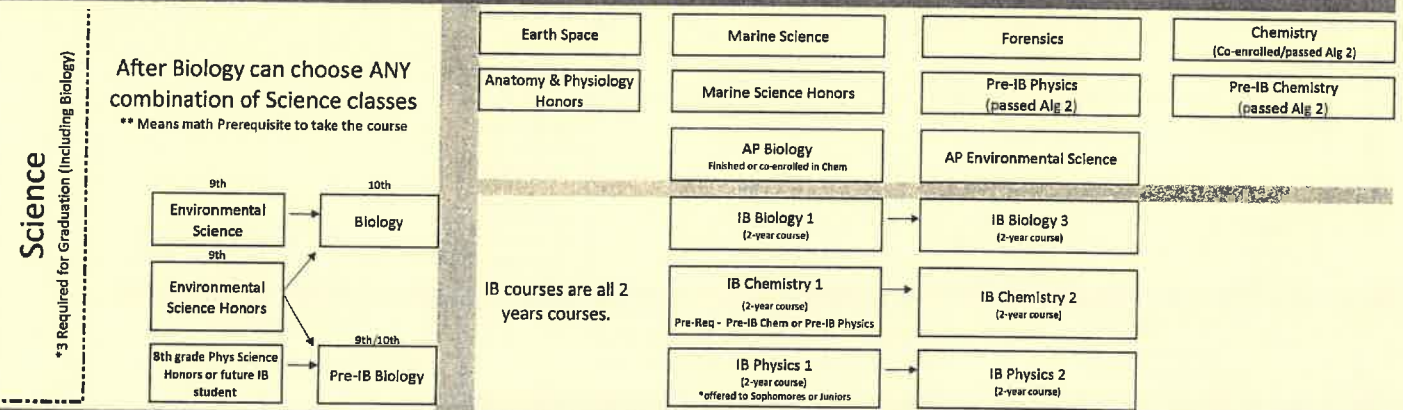 Science
*3 Required for Graduation (Including Biology)
After Biology can choose ANY
combination of Science classes
** Means math Prerequisite to take the course
9th
Environmental
Science
10th
Biology
9th
Environmental
Science Honors
8th grade Phys Science
Honors or future IB
student
9th/10th
Pre-IB Biology
Earth Space
Marine Science
Forensics
Chemistry
(Co-enrolled/passed Alg 2)
Anatomy & Physiology
Honors
Marine Science Honors
Pre-IB Physics
(passed Alg 2)
Pre-IB Chemistry
(passed Alg 2)
AP Biology
Finished or co-enrolled in Chem
AP Environmental Science
IB courses are all 2
years courses.
IB Biology 1
(2-year course)
IB Biology 3
(2-year course)
IB Chemistry 1
(2-year course)
Pre-Req - Pre-IB Chem or Pre-IB Physics
IB Chemistry 2
(2-year course)
IB Physics 1
(2-year course)
*offered to Sophomores or Juniors
IB Physics 2
(2-year course)